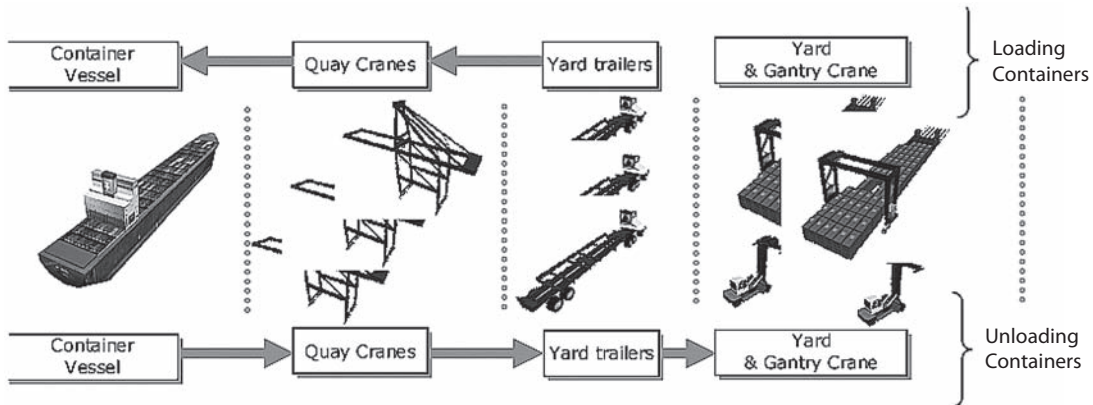 Container
Vessel
Quay Cranes
Yard trailers
Yard
& Gantry Crane
Loading
Containers
Container
Vessel
Quay Cranes
Yard trailers
Yard
& Gantry Crane
Unloading
Containers